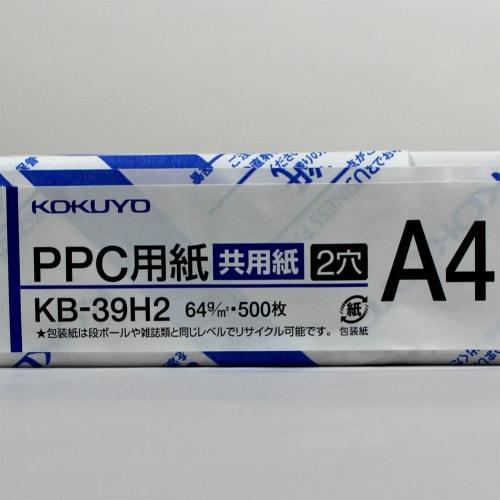 KOKUYO
PPC用紙 共用紙 2穴 A4
KB-39H2 64g/m²・500枚
★包装紙は段ボールや雑誌類と同じレベルでリサイクル可能です。
紙
包装紙